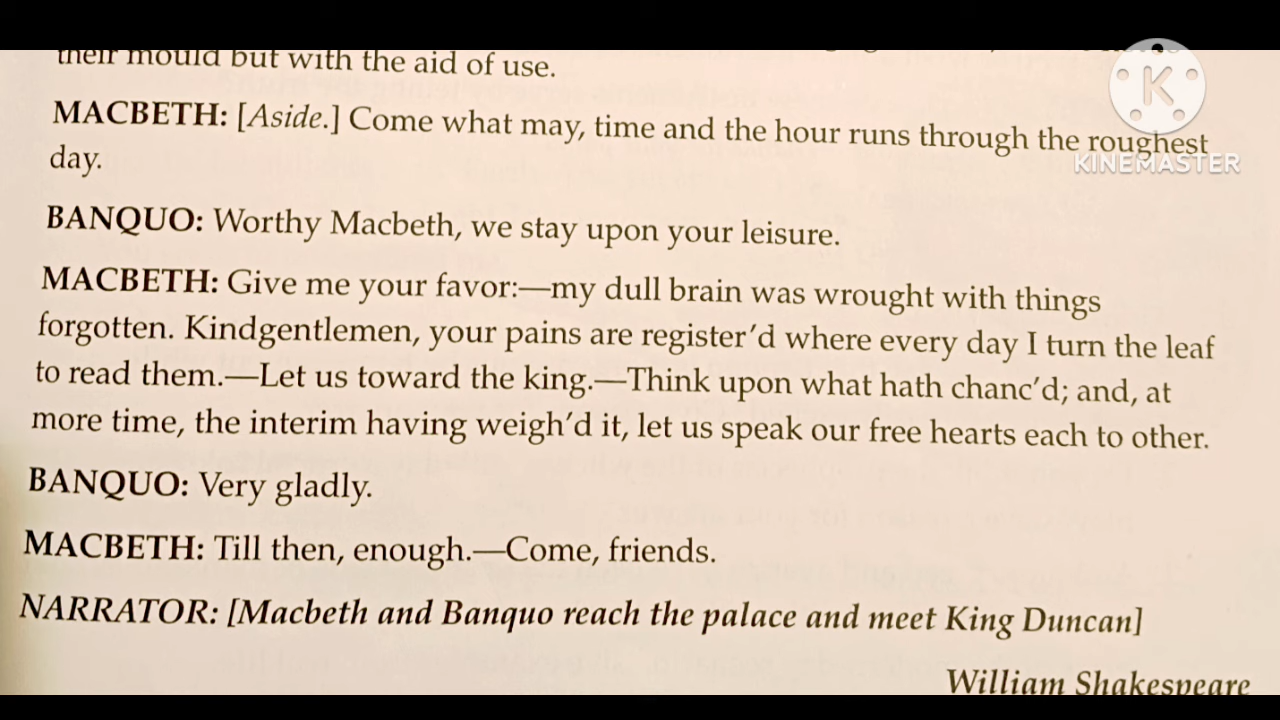 their mould but with the aid of use.
MACBETH: [Aside.] Come what may, time and the hour runs through the roughest
day.
BANQUO: Worthy Macbeth, we stay upon your leisure.
MACBETH: Give me your favor:—my dull brain was wrought with things
forgotten. Kindgentlemen, your pains are register'd where every day I turn the leaf
to read them.—Let us toward the king.—Think upon what hath chanc'd; and, at
more time, the interim having weigh'd it, let us speak our free hearts each to other.
BANQUO: Very gladly.
MACBETH: Till then, enough.—Come, friends.
NARRATOR: [Macbeth and Banquo reach the palace and meet King Duncan]
William Shakespeare
K
KINEMASTER